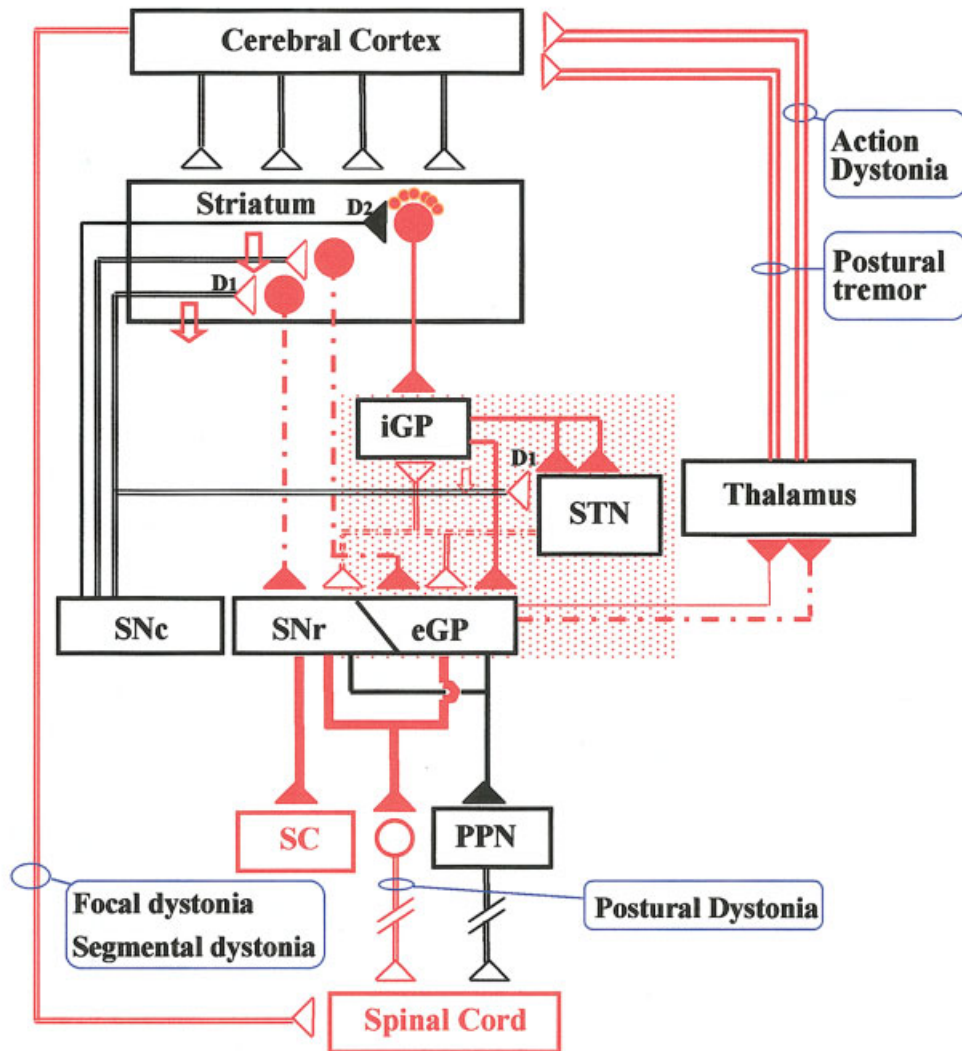 Cerebral Cortex
Action
Dystonia
Striatum
D2
D1
Postural
tremor
iGP
D1
STN
Thalamus
SNc
SNr
eGP
SC
PPN
Focal dystonia
Segmental dystonia
Postural Dystonia
Spinal Cord